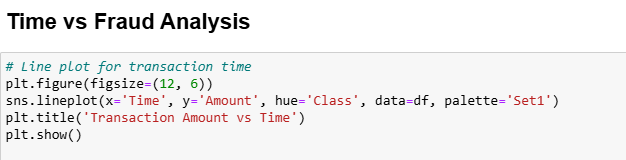 Time vs Fraud Analysis
# Line plot for transaction time
plt.figure(figsize=(12, 6))
sns.lineplot(x='Time', y='Amount', hue='Class', data=df, palette='Set1')
plt.title('Transaction Amount vs Time')
plt.show()